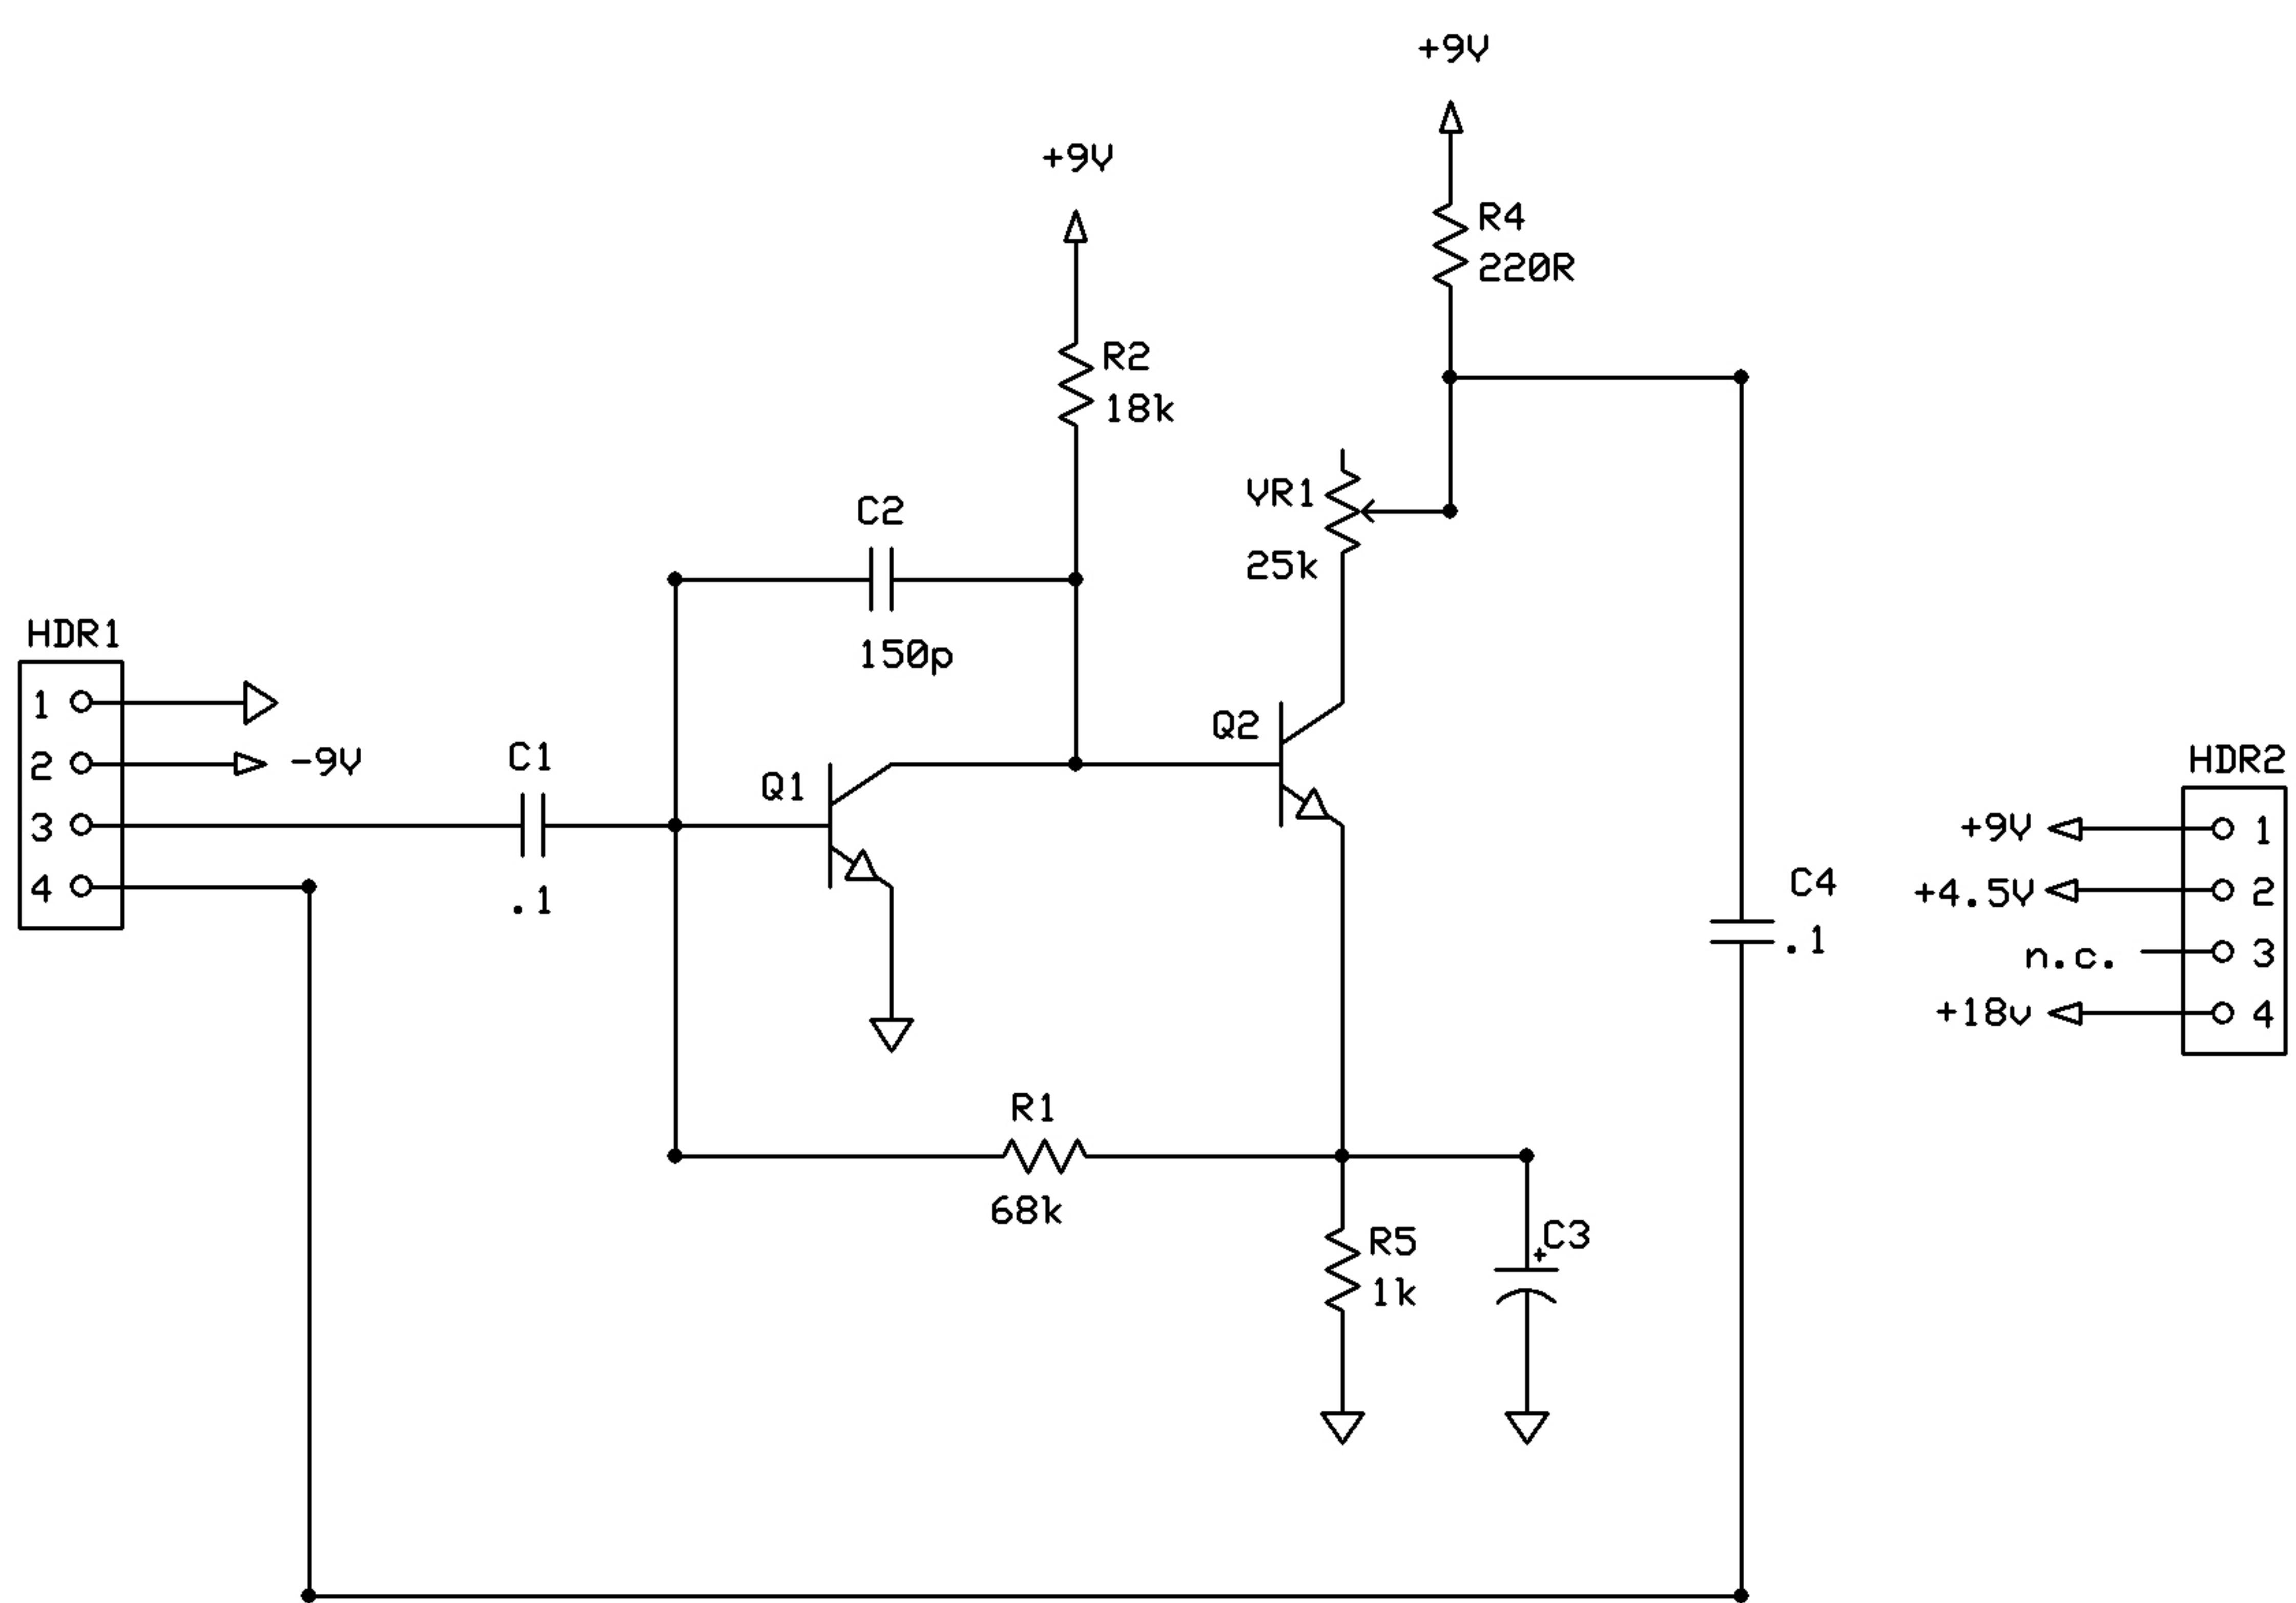 +9V
+9V
R4
220R
R2
18k
C2
150p
VR1
25k
HDR1
1
2
3
4
-9V
C1
.1
Q1
Q2
HDR2
+9V
1
+4.5V
2
n.c.
3
+18v
4
C4
.1
R1
68k
R5
1k
+
C3